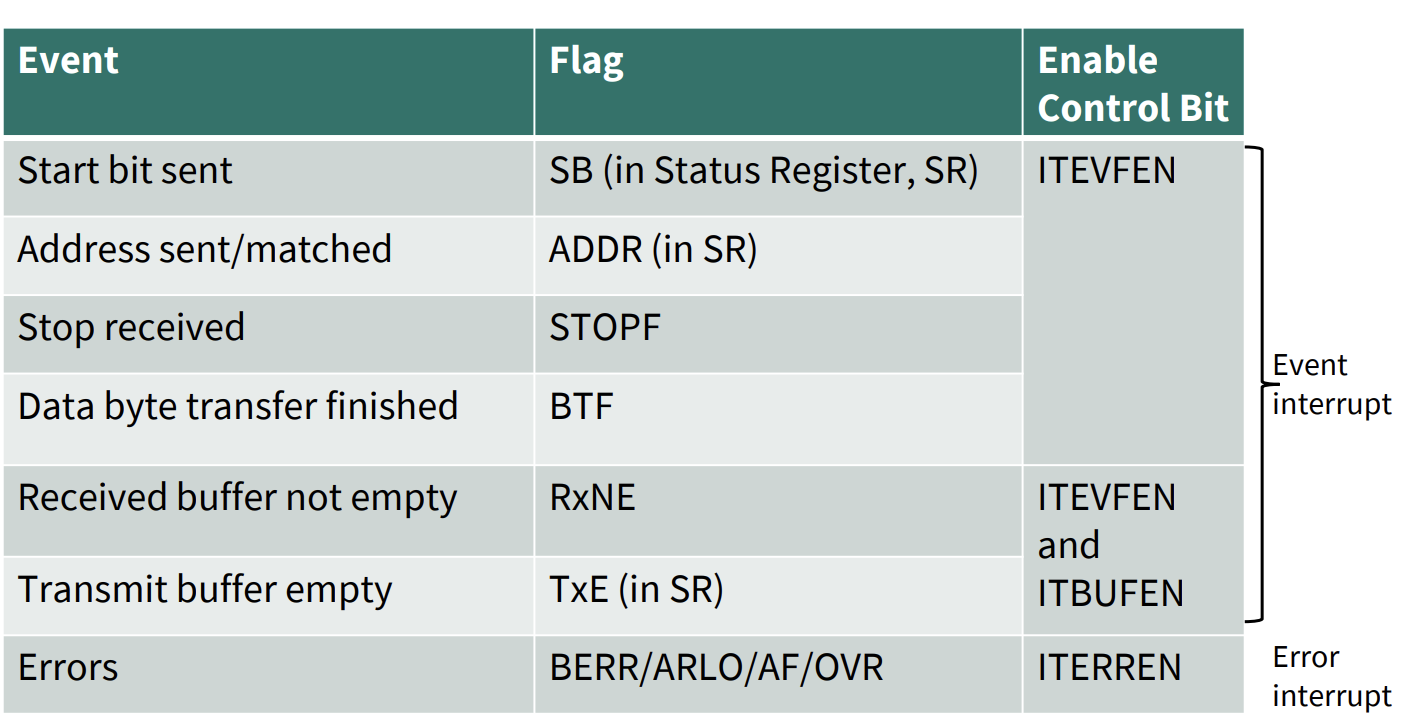 Event Flag Enable
Control Bit
Start bit sent SB (in Status Register, SR) ITEVFEN
Address sent/matched ADDR (in SR)
Stop received STOPF
Event
Data byte transfer finished BTF
interrupt
Received buffer not empty RxNE ITEVFEN
and
Transmit buffer empty TxE (in SR) ITBUFEN
Errors BERR/ARLO/AF/OVR ITERREN
Error
interrupt